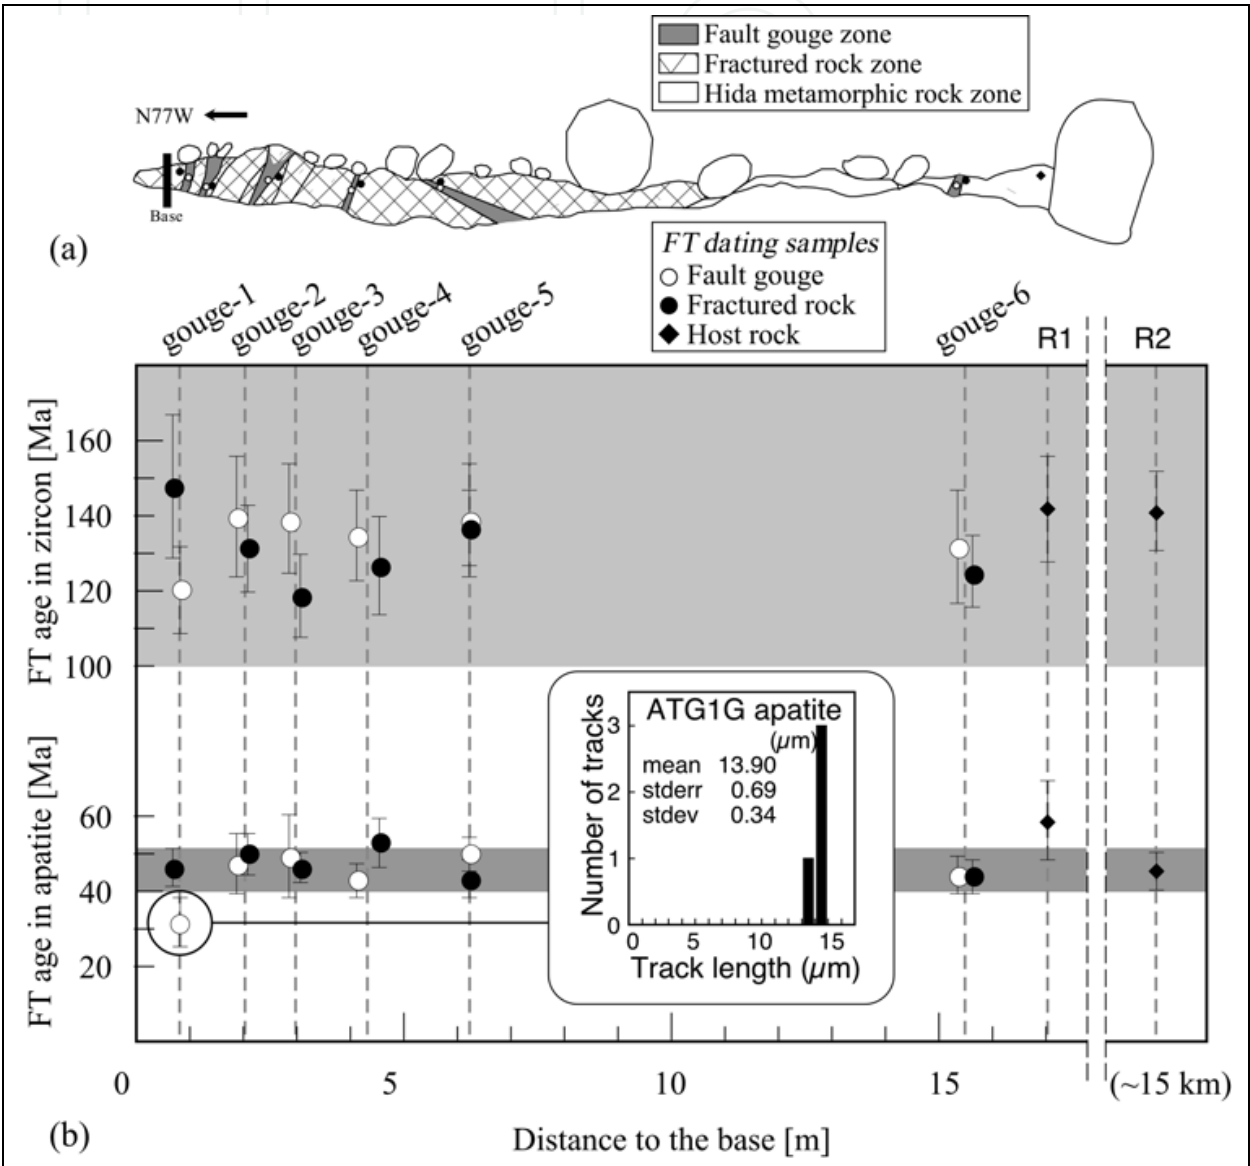 Fault gouge zone
Fractured rock zone
Hida metamorphic rock zone
N77W
Base
(a)
FT dating samples
Fault gouge
Fractured rock
Host rock
gouge-1
gouge-2
gouge-3
gouge-4
gouge-5
gouge-6
R1
R2
FT age in zircon [Ma]
160
140
120
100
FT age in apatite [Ma]
60
40
20
ATG1G apatite
(µm)
mean 13.90
stderr 0.69
stdev 0.34
Number of tracks
3
2
1
0
0 5 10 15
Track length (µm)
0 5 10 15 (~15 km)
(b)
Distance to the base [m]